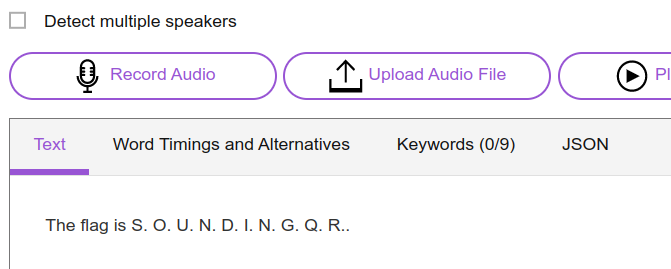 Detect multiple speakers
Record Audio Upload Audio File Pl
Text Word Timings and Alternatives Keywords (0/9) JSON
The flag is S. O. U. N. D. I. N. G. Q. R..